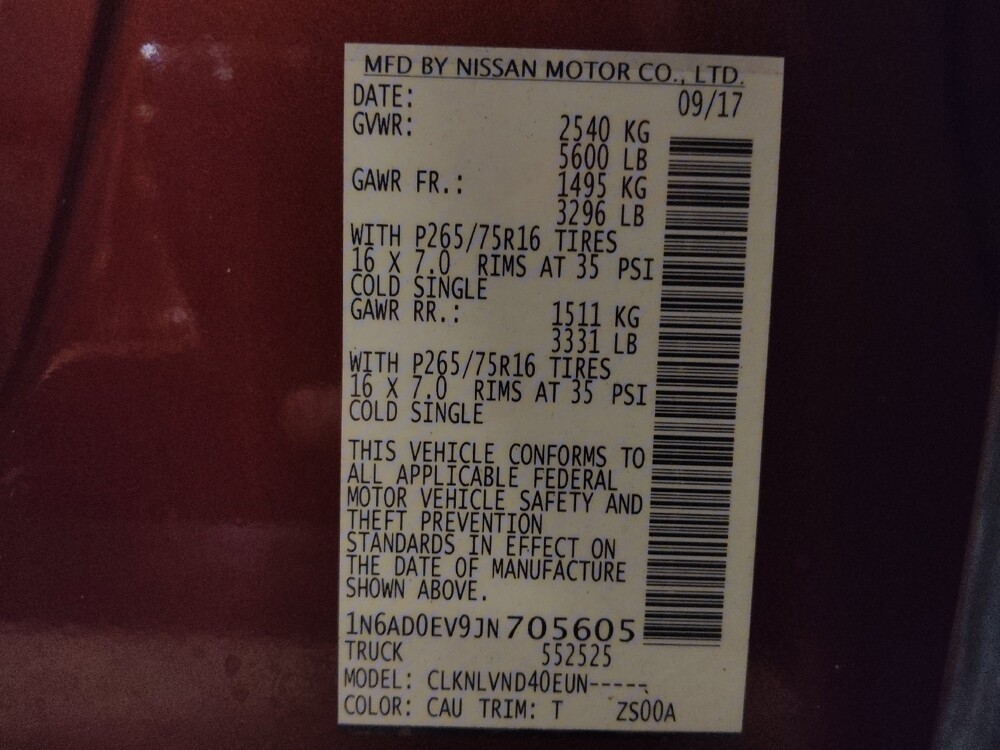 MFD BY NISSAN MOTOR CO., LTD.
DATE: 09/17
GVWR: 2540 KG
5600 LB
GAWR FR.: 1495 KG
3296 LB
WITH P265/75R16 TIRES
16 X 7.0 RIMS AT 35 PSI
COLD SINGLE
GAWR RR.: 1511 KG
3331 LB
WITH P265/75R16 TIRES
16 X 7.0 RIMS AT 35 PSI
COLD SINGLE
THIS VEHICLE CONFORMS TO
ALL APPLICABLE FEDERAL
MOTOR VEHICLE SAFETY AND
THEFT PREVENTION
STANDARDS IN EFFECT ON
THE DATE OF MANUFACTURE
SHOWN ABOVE.
1N6AD0EV9JN705605
TRUCK 552525
MODEL: CLKNLVND40EUN-----
COLOR: CAU TRIM: T ZS00A